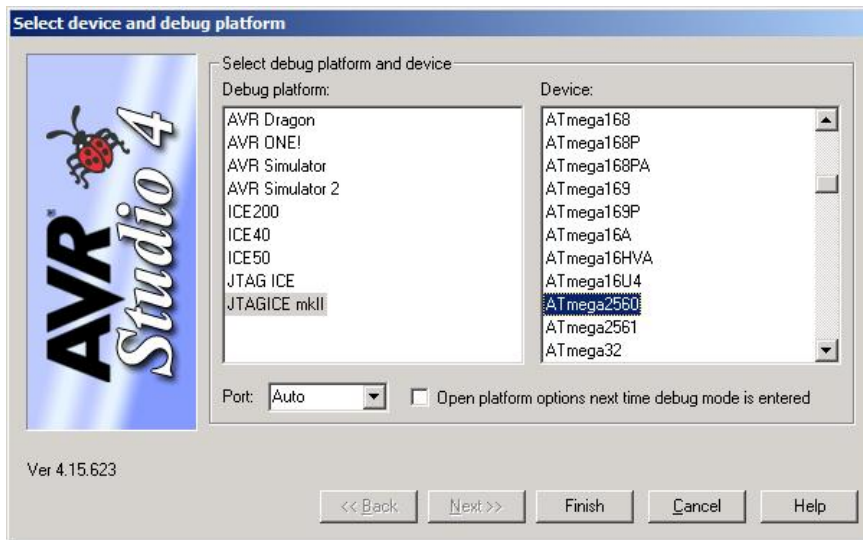 Select device and debug platform
AVR®
Studio 4
Select debug platform and device
Debug platform:
AVR Dragon
AVR ONE!
AVR Simulator
AVR Simulator 2
ICE200
ICE40
ICE50
JTAG ICE
JTAGICE mkII
Device:
ATmega168
ATmega168P
ATmega168PA
ATmega169
ATmega169P
ATmega16A
ATmega16HVA
ATmega16U4
ATmega2560
ATmega2561
ATmega32
Port: Auto
Open platform options next time debug mode is entered
Ver 4.15.623
<< Back Next >> Finish Cancel Help